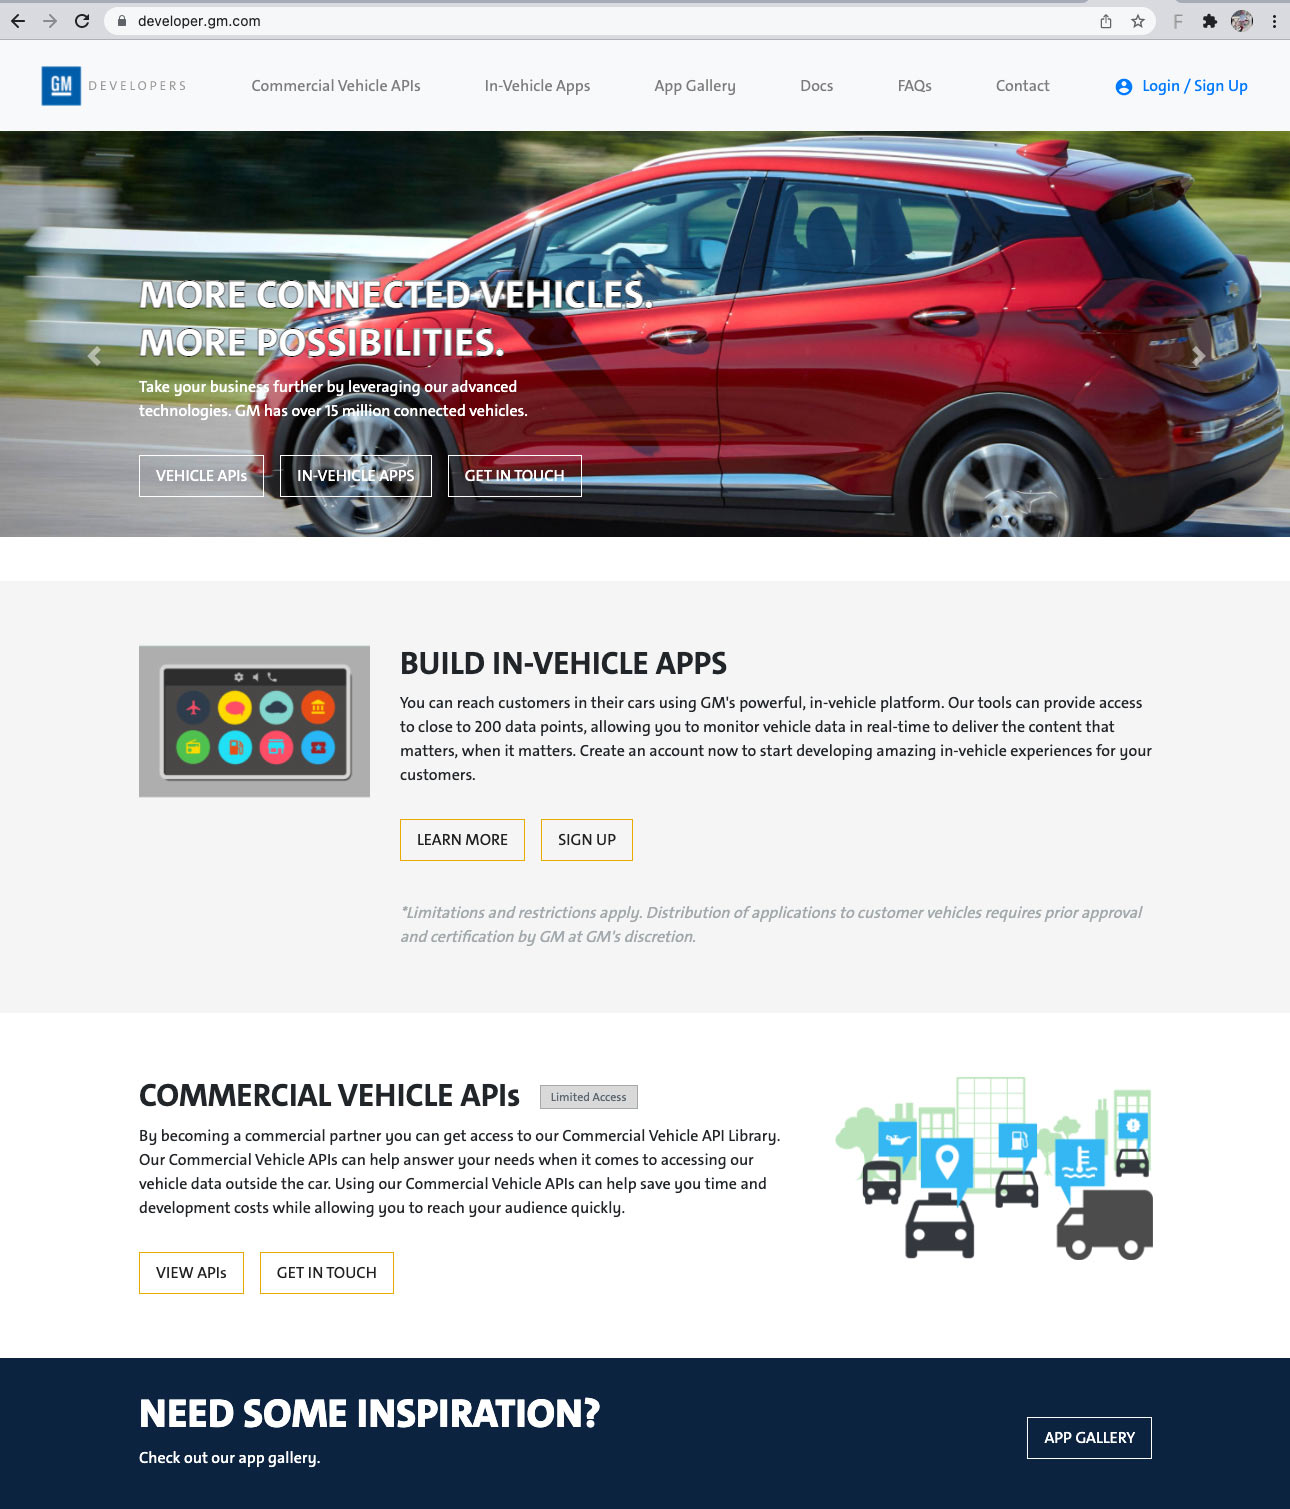 developer.gm.com
F
GM DEVELOPERS Commercial Vehicle APIs In-Vehicle Apps App Gallery Docs FAQs Contact Login / Sign Up
MORE CONNECTED VEHICLES.
MORE POSSIBILITIES.
Take your business further by leveraging our advanced
technologies. GM has over 15 million connected vehicles.
VEHICLE APIs IN-VEHICLE APPS GET IN TOUCH
BUILD IN-VEHICLE APPS
You can reach customers in their cars using GM's powerful, in-vehicle platform. Our tools can provide access
to close to 200 data points, allowing you to monitor vehicle data in real-time to deliver the content that
matters, when it matters. Create an account now to start developing amazing in-vehicle experiences for your
customers.
LEARN MORE SIGN UP
*Limitations and restrictions apply. Distribution of applications to customer vehicles requires prior approval
and certification by GM at GM's discretion.
COMMERCIAL VEHICLE APIs Limited Access
By becoming a commercial partner you can get access to our Commercial Vehicle API Library.
Our Commercial Vehicle APIs can help answer your needs when it comes to accessing our
vehicle data outside the car. Using our Commercial Vehicle APIs can help save you time and
development costs while allowing you to reach your audience quickly.
VIEW APIs GET IN TOUCH
NEED SOME INSPIRATION?
Check out our app gallery.
APP GALLERY